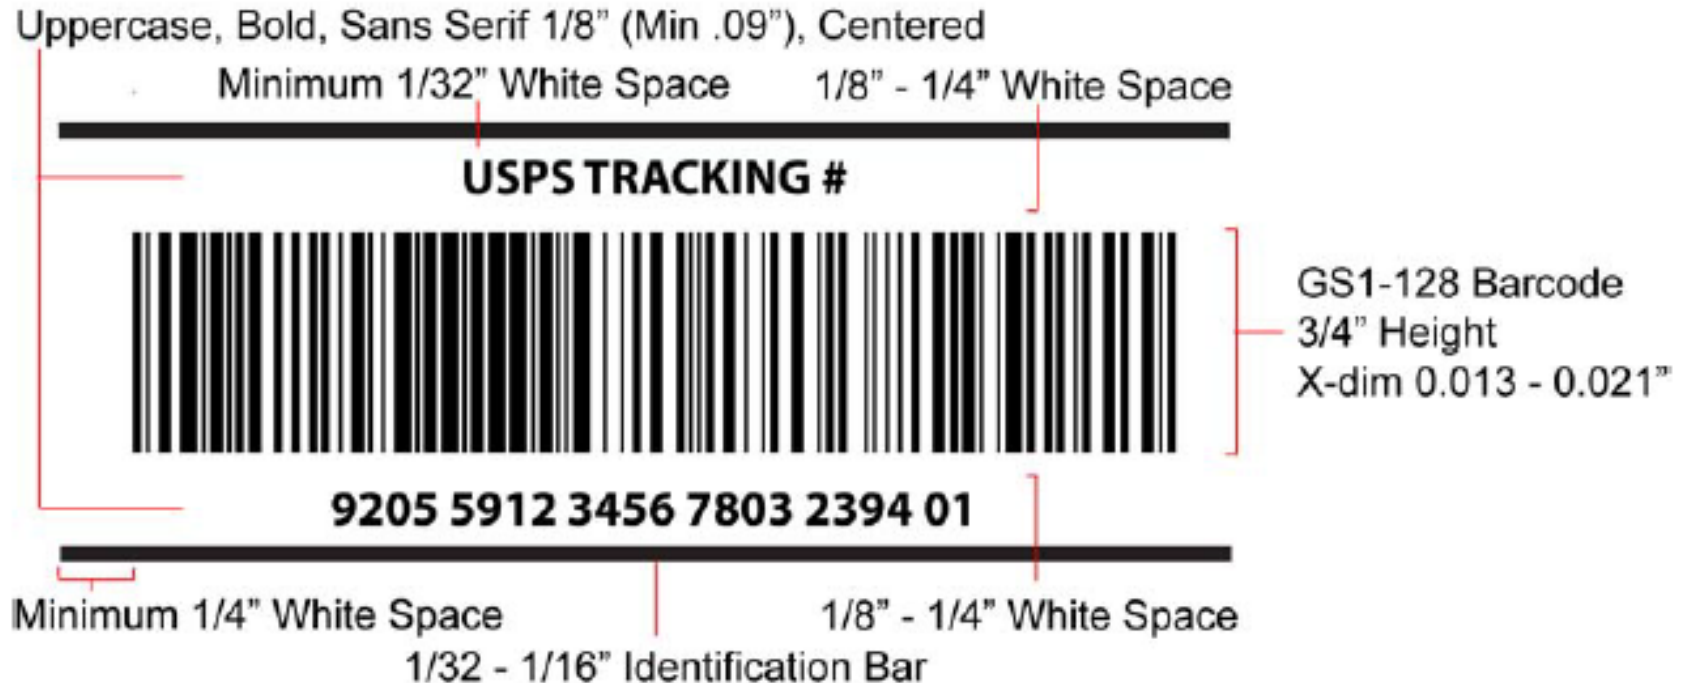 Uppercase, Bold, Sans Serif 1/8” (Min .09”), Centered
Minimum 1/32” White Space
1/8” - 1/4” White Space
USPS TRACKING #
GS1-128 Barcode
3/4” Height
X-dim 0.013 - 0.021”
9205 5912 3456 7803 2394 01
Minimum 1/4” White Space
1/8” - 1/4” White Space
1/32 - 1/16” Identification Bar